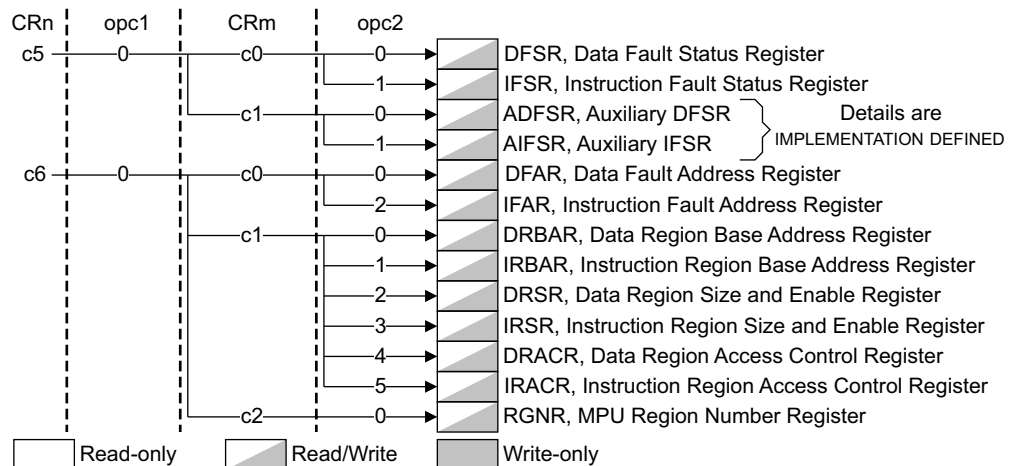 CRn opc1 CRm opc2
c5 0 c0 0 DFSR, Data Fault Status Register
1 IFSR, Instruction Fault Status Register
c1 0 ADFSR, Auxiliary DFSR Details are
1 AIFSR, Auxiliary IFSR IMPLEMENTATION DEFINED
c6 0 c0 0 DFAR, Data Fault Address Register
2 IFAR, Instruction Fault Address Register
c1 0 DRBAR, Data Region Base Address Register
1 IRBAR, Instruction Region Base Address Register
2 DRSR, Data Region Size and Enable Register
3 IRSR, Instruction Region Size and Enable Register
4 DRACR, Data Region Access Control Register
5 IRACR, Instruction Region Access Control Register
c2 0 RGNR, MPU Region Number Register
Read-only Read/Write Write-only